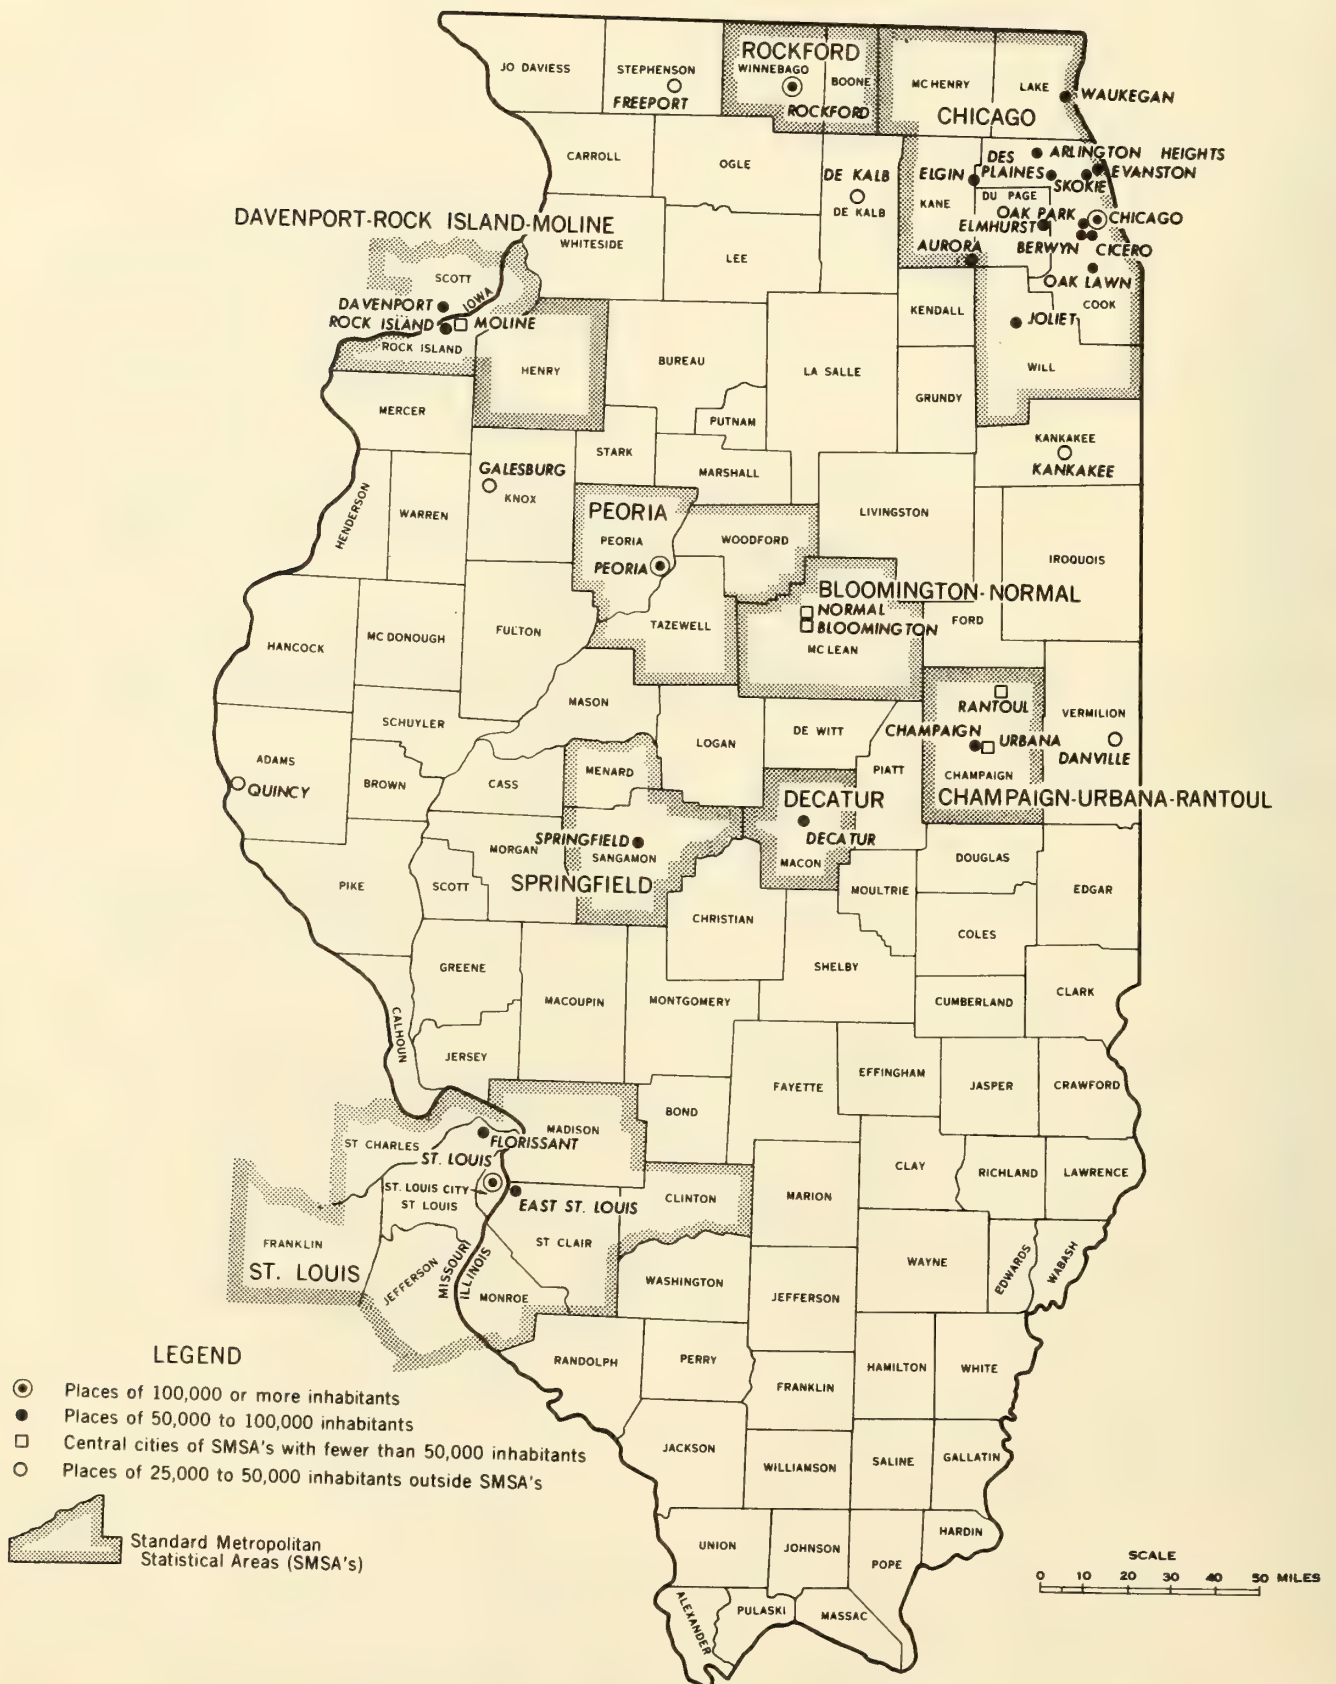 JO DAVIESS
STEPHENSON
FREEPORT
ROCKFORD
WINNEBAGO
BOONE
ROCKFORD
MC HENRY
LAKE
WAUKEGAN
CHICAGO
CARROLL
OGLE
DE KALB
DE KALB
ELGIN
KANE
DES
PLAINES
ARLINGTON HEIGHTS
EVANSTON
SKOKIE
DU PAGE
OAK PARK
CHICAGO
ELMHURST
BERWYN
CICERO
AURORA
OAK LAWN
COOK
DAVENPORT-ROCK ISLAND-MOLINE
WHITESIDE
LEE
SCOTT
IOWA
DAVENPORT
ROCK ISLAND
MOLINE
ROCK ISLAND
HENRY
BUREAU
LA SALLE
KENDALL
JOLIET
WILL
GRUNDY
MERCER
PUTNAM
STARK
MARSHALL
KANKAKEE
KANKAKEE
GALESBURG
KNOX
HENDERSON
WARREN
PEORIA
PEORIA
PEORIA
WOODFORD
LIVINGSTON
IROQUOIS
BLOOMINGTON-NORMAL
NORMAL
BLOOMINGTON
MC LEAN
FORD
TAZEWELL
HANCOCK
MC DONOUGH
FULTON
MASON
SCHUYLER
LOGAN
DE WITT
RANTOUL
CHAMPAIGN
URBANA
CHAMPAIGN
VERMILION
DANVILLE
CHAMPAIGN-URBANA-RANTOUL
PIATT
ADAMS
QUINCY
BROWN
CASS
MENARD
DECATUR
DECATUR
MACON
SPRINGFIELD
SANGAMON
SPRINGFIELD
MORGAN
SCOTT
PIKE
CHRISTIAN
MOULTRIE
DOUGLAS
EDGAR
COLES
SHELBY
GREENE
MACOUPIN
MONTGOMERY
CUMBERLAND
CLARK
CALHOUN
JERSEY
FAYETTE
EFFINGHAM
JASPER
CRAWFORD
BOND
MADISON
ST CHARLES
FLORISSANT
ST. LOUIS
ST. LOUIS CITY
ST LOUIS
EAST ST. LOUIS
CLINTON
MARION
CLAY
RICHLAND
LAWRENCE
FRANKLIN
ST. LOUIS
JEFFERSON
MISSOURI
ILLINOIS
ST CLAIR
MONROE
WASHINGTON
JEFFERSON
WAYNE
EDWARDS
WABASH
RANDOLPH
PERRY
FRANKLIN
HAMILTON
WHITE
JACKSON
WILLIAMSON
SALINE
GALLATIN
UNION
JOHNSON
POPE
HARDIN
ALEXANDER
PULASKI
MASSAC
LEGEND
Places of 100,000 or more inhabitants
Places of 50,000 to 100,000 inhabitants
Central cities of SMSA's with fewer than 50,000 inhabitants
Places of 25,000 to 50,000 inhabitants outside SMSA's
Standard Metropolitan
Statistical Areas (SMSA's)
SCALE
0 10 20 30 40 50 MILES